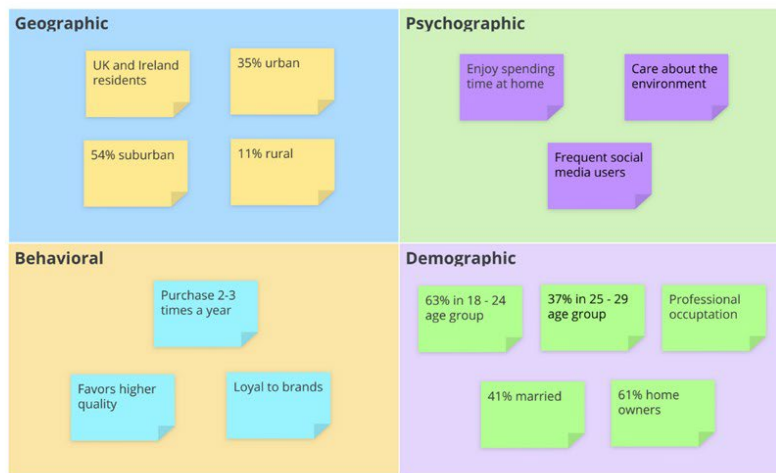 Geographic
UK and Ireland
residents
35% urban
54% suburban
11% rural
Psychographic
Enjoy spending
time at home
Care about the
environment
Frequent social
media users
Behavioral
Purchase 2-3
times a year
Favors higher
quality
Loyal to brands
Demographic
63% in 18 - 24
age group
37% in 25 - 29
age group
Professional
occuptation
41% married
61% home
owners